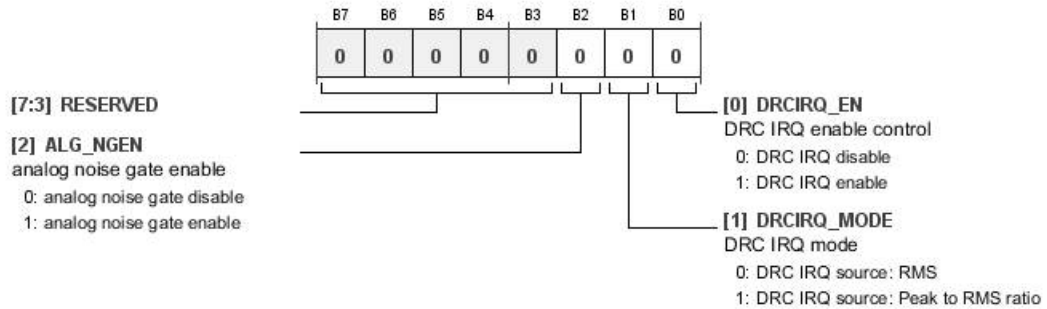 B7 B6 B5 B4 B3 B2 B1 B0
0 0 0 0 0 0 0 0
[7:3] RESERVED
[2] ALG_NGEN
analog noise gate enable
0: analog noise gate disable
1: analog noise gate enable
[0] DRCIRQ_EN
DRC IRQ enable control
0: DRC IRQ disable
1: DRC IRQ enable
[1] DRCIRQ_MODE
DRC IRQ mode
0: DRC IRQ source: RMS
1: DRC IRQ source: Peak to RMS ratio